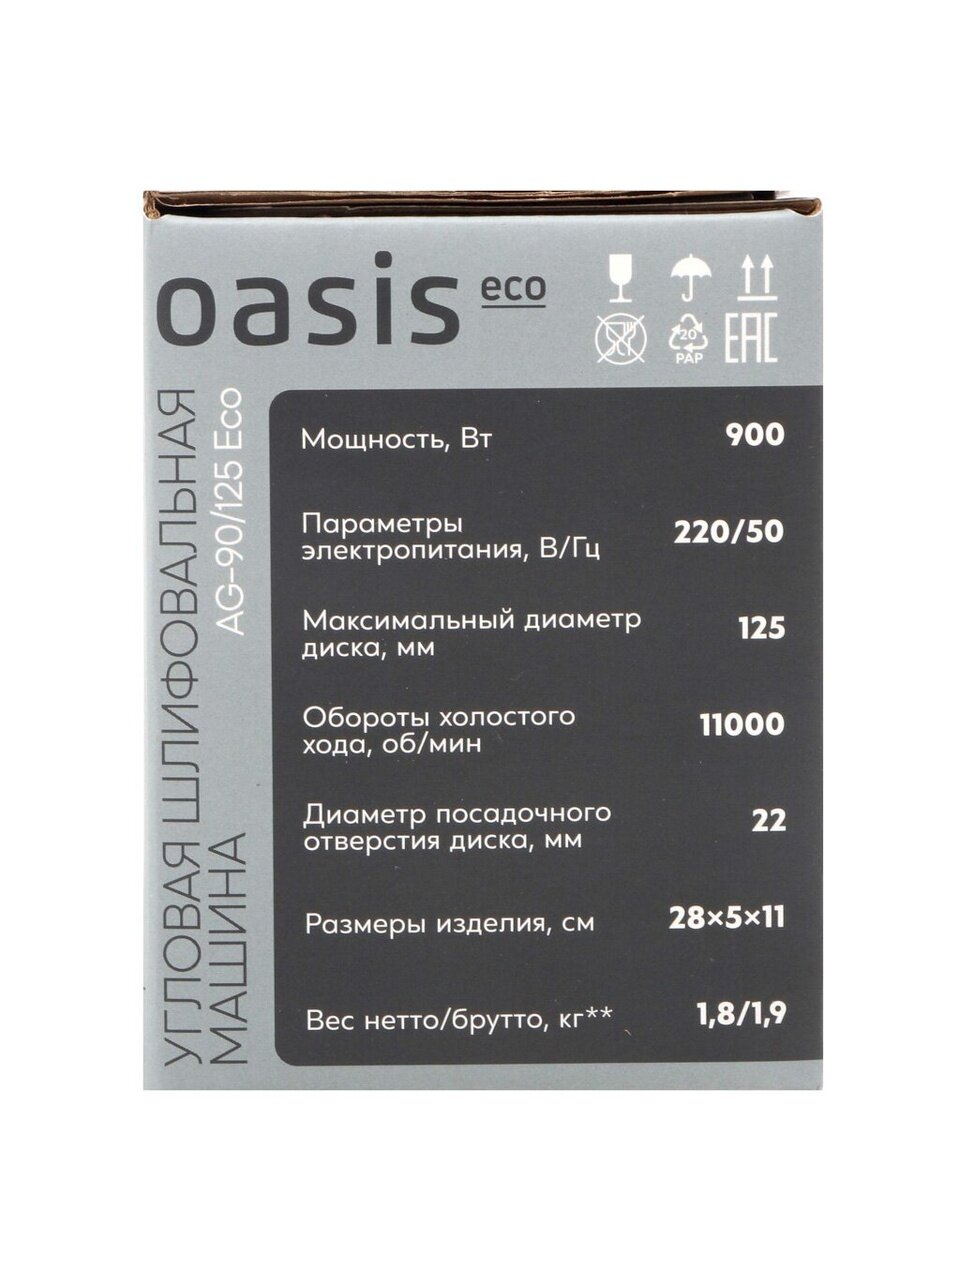 oasis eco
20
PAP
EAC
УГЛОВАЯ ШЛИФОВАЛЬНАЯ
МАШИНА
AG-90/125 Eco
Мощность, Вт 900
Параметры
электропитания, В/Гц 220/50
Максимальный диаметр
диска, мм 125
Обороты холостого
хода, об/мин 11000
Диаметр посадочного
отверстия диска, мм 22
Размеры изделия, см 28×5×11
Вес нетто/брутто, кг** 1,8/1,9